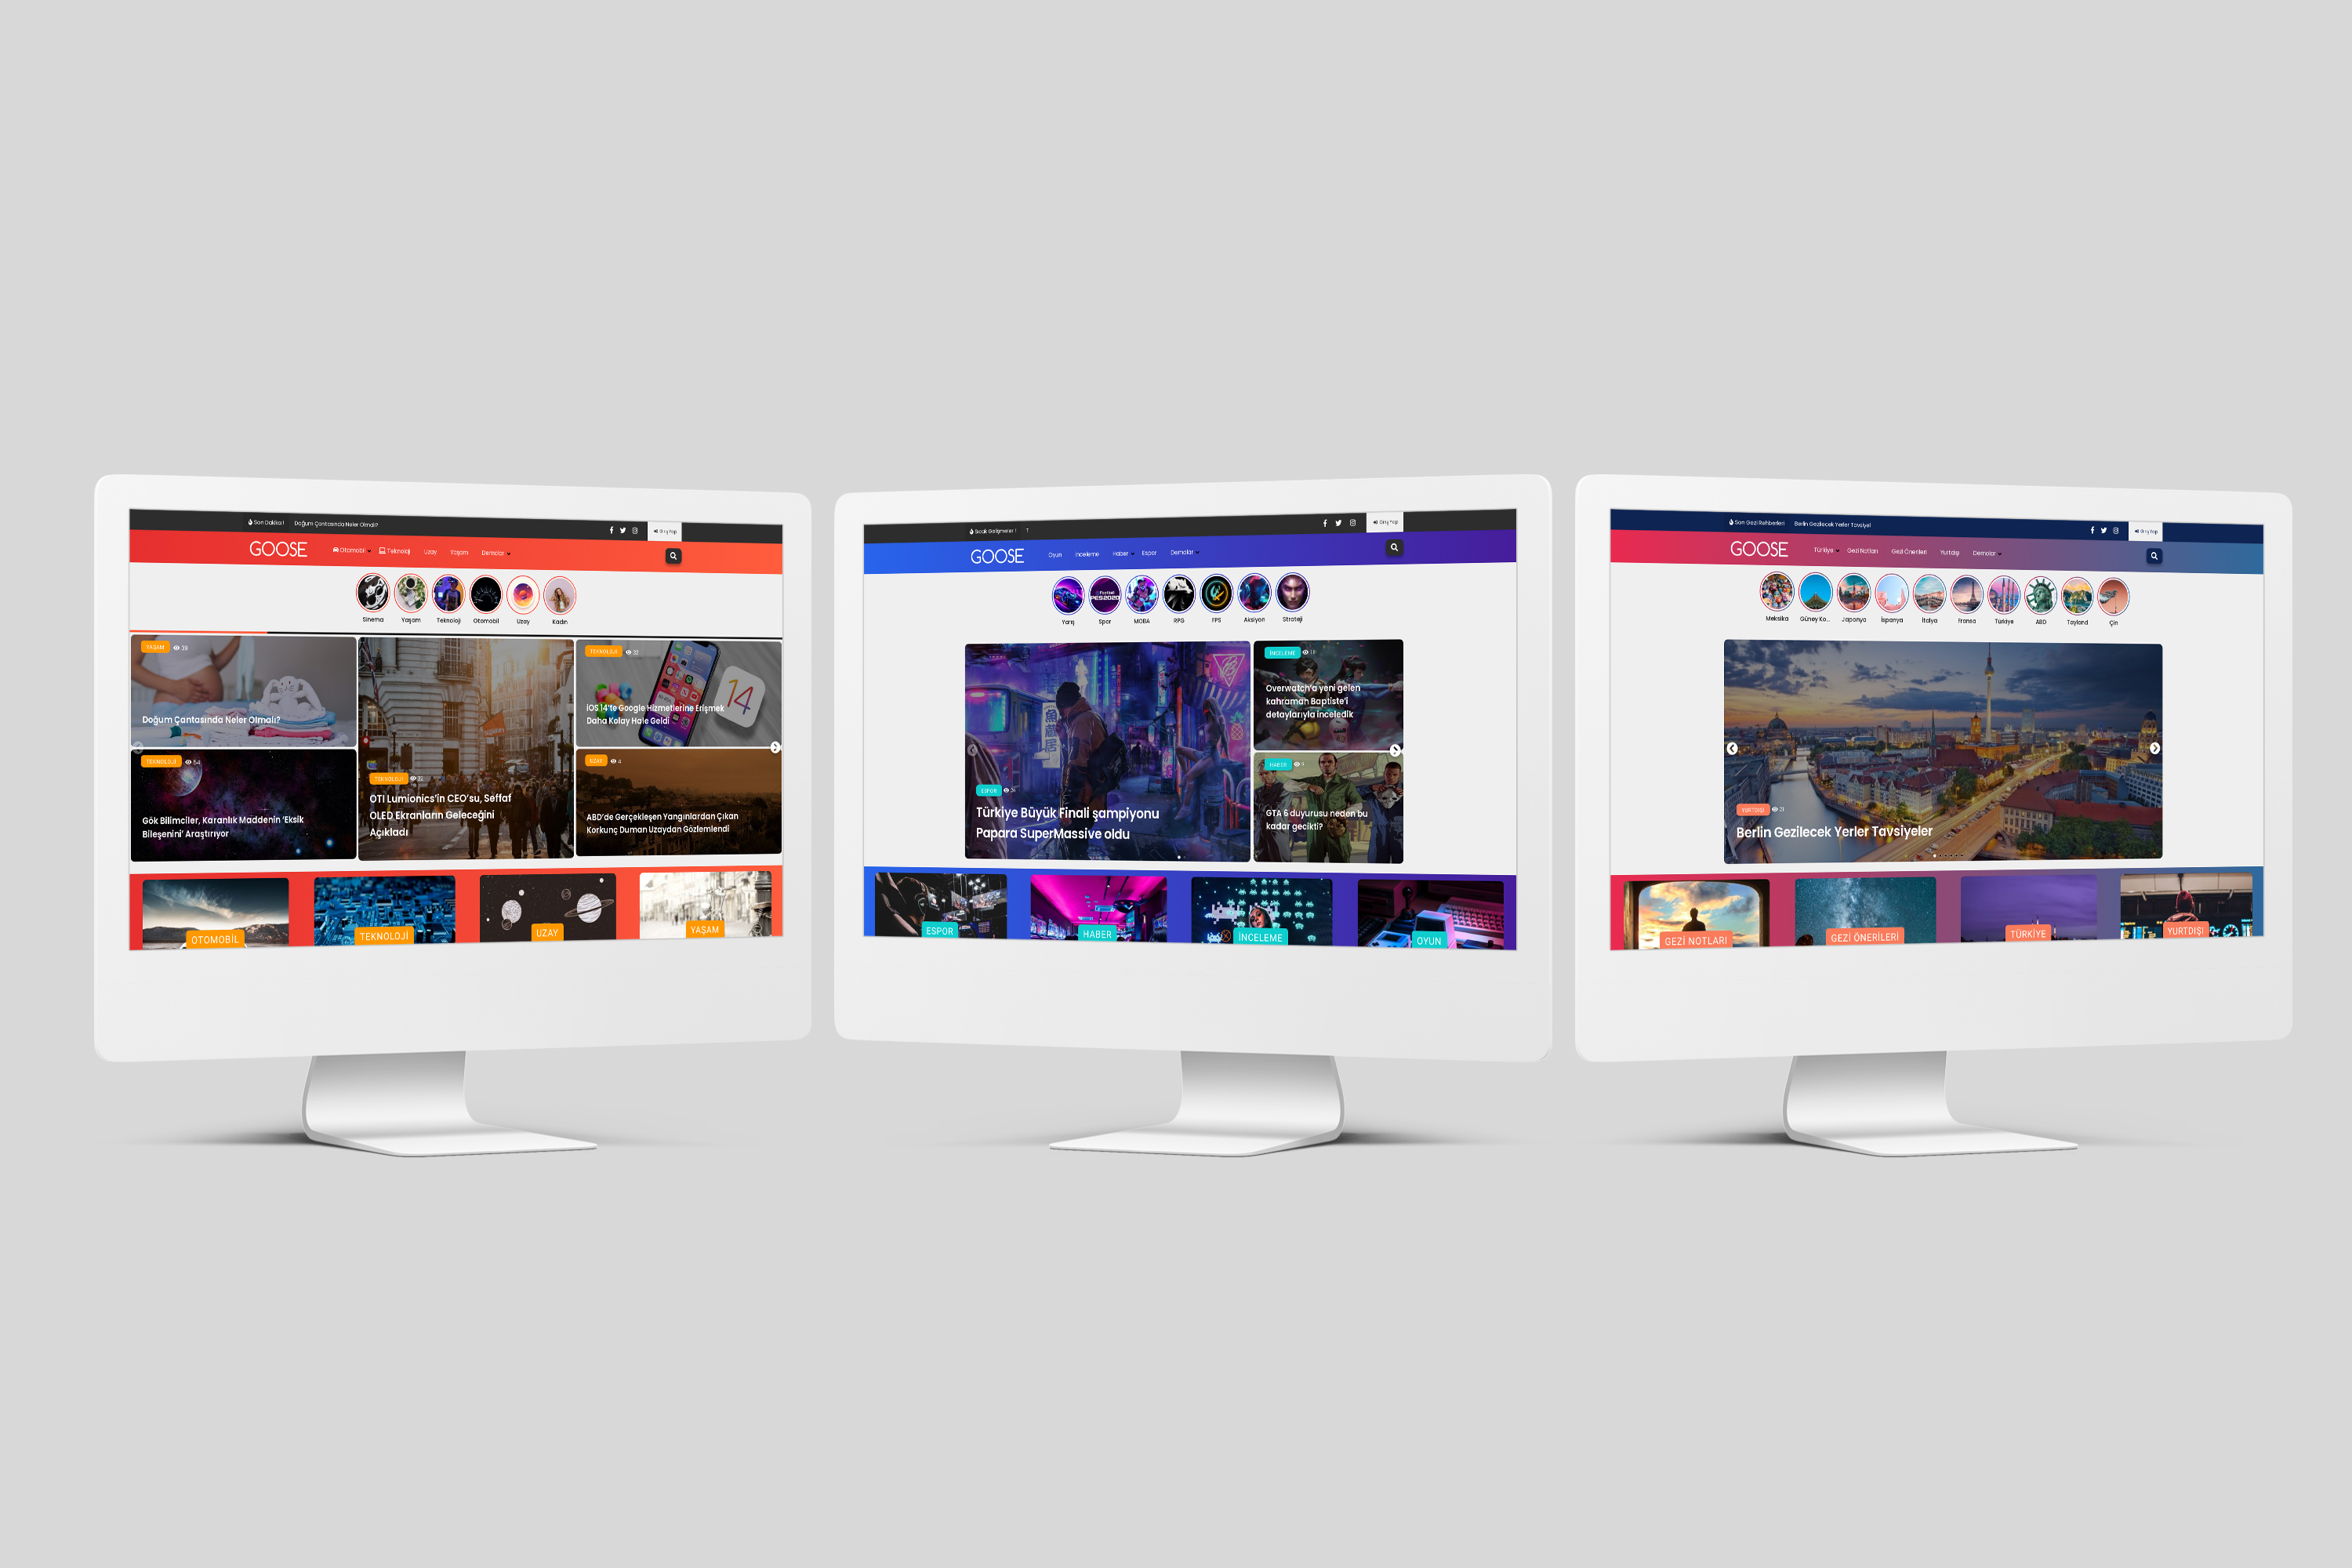 Son Dakika!
Doğum Çantasında Neler Olmalı?
Giriş Yap
GOOSE
Otomobil
Teknoloji
Uzay
Yaşam
Demolar
Sinema
Yaşam
Teknoloji
Otomobil
Uzay
Kadın
YAŞAM
39
Doğum Çantasında Neler Olmalı?
TEKNOLOJİ
54
Gök Bilimciler, Karanlık Maddenin 'Eksik
Bileşenini' Araştırıyor
TEKNOLOJİ
32
OTI Lumionics'in CEO'su, Seffaf
OLED Ekranların Geleceğini
Açıkladı
TEKNOLOJİ
14
iOS 14'te Google Hizmetlerine Erişmek
Daha Kolay Hale Geldi
UZAY
4
ABD'de Gerçekleşen Yangınlardan Çıkan
Korkunç Duman Uzaydan Gözlemlendi
OTOMOBİL
TEKNOLOJİ
UZAY
YAŞAM
Sıcak Gelişmeler !
Giriş Yap
GOOSE
Oyun
İnceleme
Haber
Espor
Demolar
PES2020
Yarış
Spor
MOBA
RPG
FPS
Aksiyon
Strateji
ESPOR
Türkiye Büyük Finali şampiyonu
Papara SuperMassive oldu
İNCELEME
Overwatch'a yeni gelen
kahraman Baptiste'i
detaylarıyla inceledik
HABER
GTA 6 duyurusu neden bu
kadar gecikti?
ESPOR
HABER
İNCELEME
OYUN
Son Gezi Rehberleri
Berlin Gezilecek Yerler Tavsiyel
Giriş Yap
GOOSE
Türkiye
Gezi Notları
Gezi Önerileri
Yurtdışı
Demolar
Meksika
Güney Ko...
Japonya
İspanya
İtalya
Fransa
Türkiye
ABD
Tayland
Çin
YURTDIŞI
Berlin Gezilecek Yerler Tavsiyeler
GEZİ NOTLARI
GEZİ ÖNERİLERİ
TÜRKİYE
YURTDIŞI